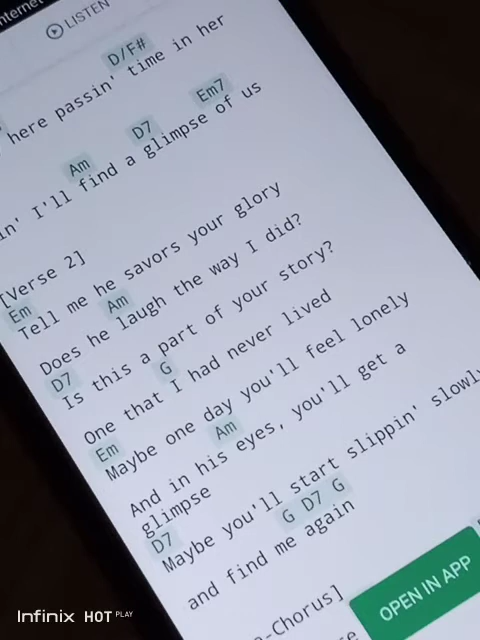 LISTEN
D/F#
here passin' time in her
Am D7 Em7
I'll find a glimpse of us
[Verse 2]
Em
Tell me he savors your glory
Am
Does he laugh the way I did?
D7
Is this a part of your story?
G
One that I had never lived
Em
Maybe one day you'll feel lonely
Am
And in his eyes, you'll get a
glimpse
D7
Maybe you'll start slippin' slowly
G D7 G
and find me again
-Chorus]
OPEN IN APP
Infinix HOT PLAY